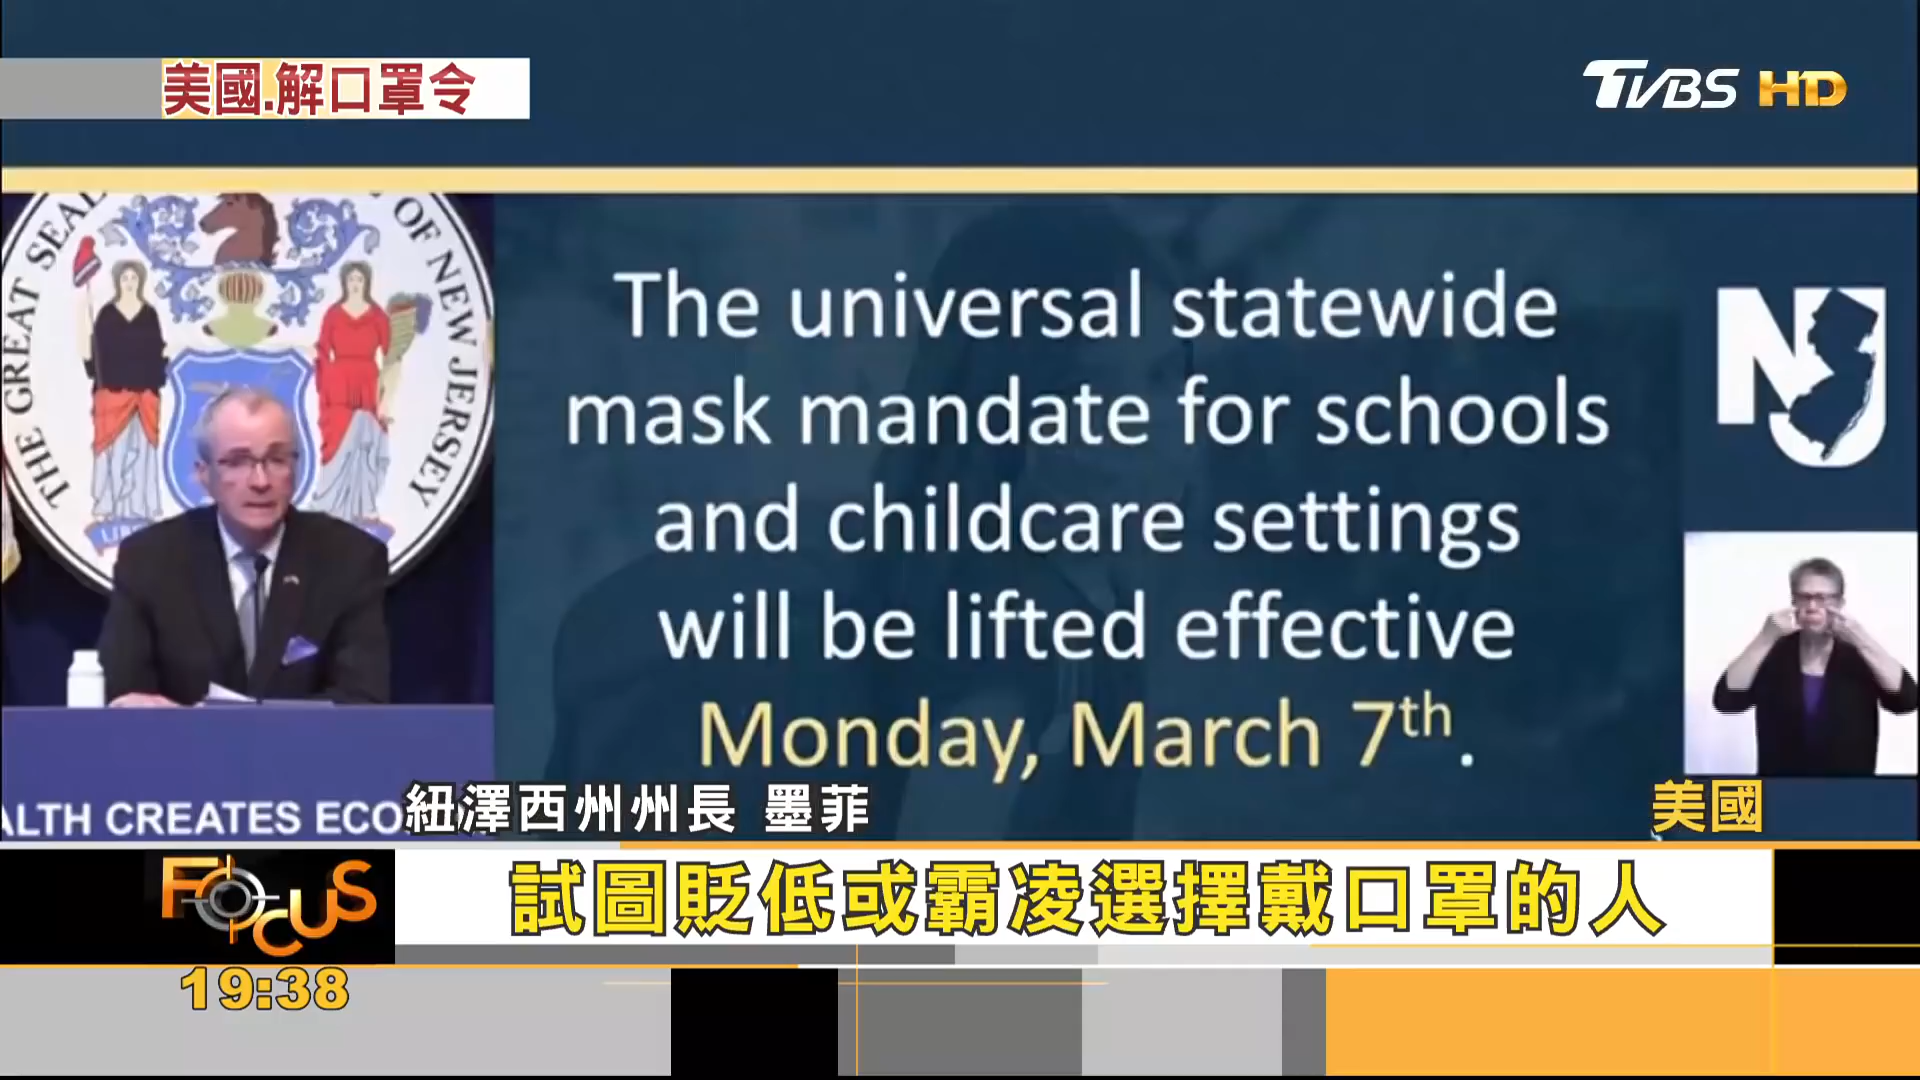 美國.解口罩令
TVBS HD
THE GREAT SEAL OF NEW JERSEY
The universal statewide
mask mandate for schools
and childcare settings
will be lifted effective
Monday, March 7th.
NJ
ALTH CREATES ECO
紐澤西州州長 墨菲
美國
FOCUS
試圖貶低或霸凌選擇戴口罩的人
19:38